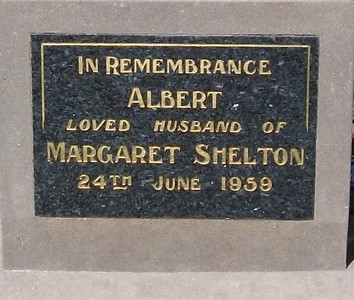 IN REMEMBRANCE
ALBERT
LOVED HUSBAND OF
MARGARET SHELTON
24TH JUNE 1959